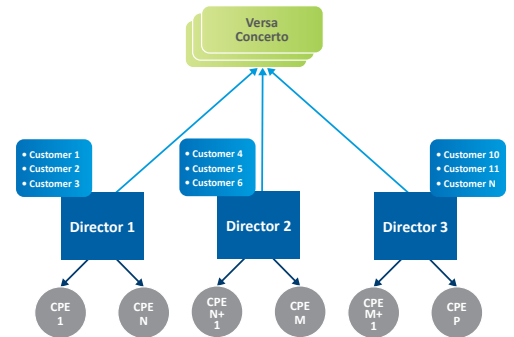 Versa
Concerto
• Customer 1
• Customer 2
• Customer 3
• Customer 4
• Customer 5
• Customer 6
• Customer 10
• Customer 11
• Customer N
Director 1
Director 2
Director 3
CPE
1
CPE
N
CPE
N+
1
CPE
M
CPE
M+
1
CPE
P